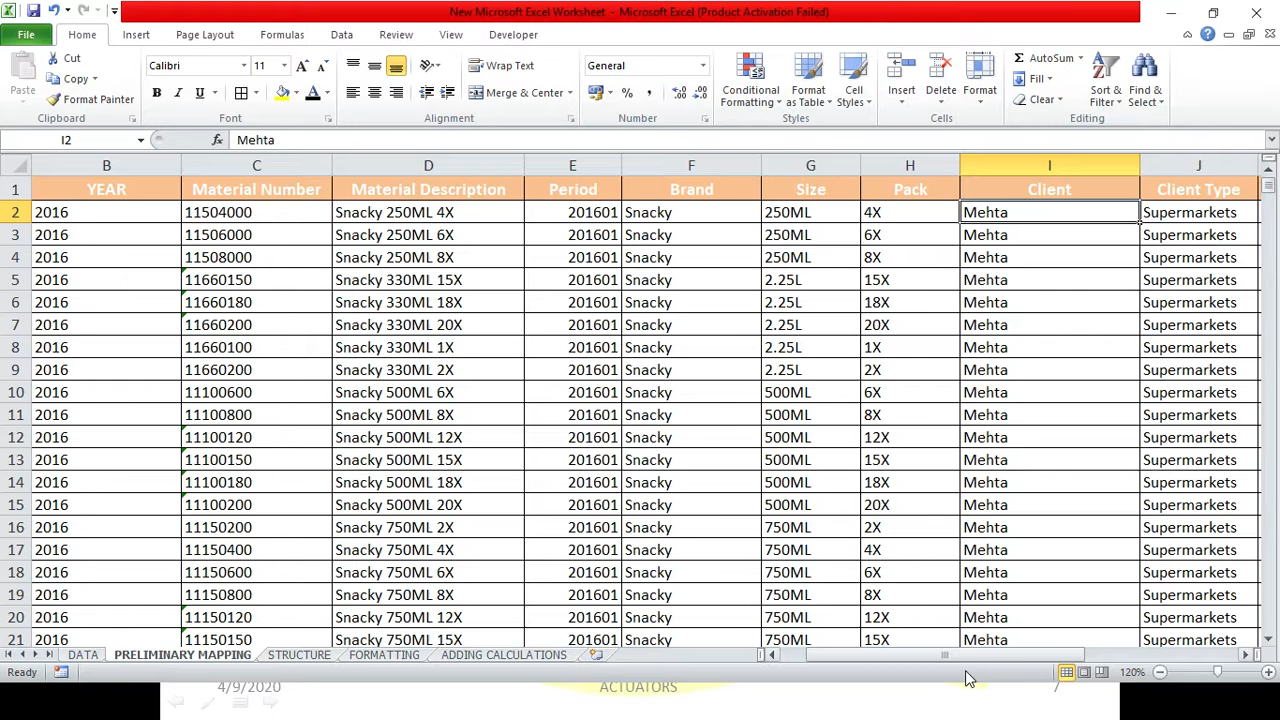 New Microsoft Excel Worksheet - Microsoft Excel (Product Activation Failed)
File Home Insert Page Layout Formulas Data Review View Developer
Paste
Cut
Copy
Format Painter
Clipboard
Calibri 11
B I U A
Font
Wrap Text
Merge & Center
Alignment
General
%
Number
Conditional Formatting
Format as Table
Cell Styles
Styles
Insert
Delete
Format
Cells
AutoSum
Fill
Clear
Sort & Filter
Find & Select
Editing
I2 fx Mehta
B C D E F G H I J
1 YEAR Material Number Material Description Period Brand Size Pack Client Client Type
2 2016 11504000 Snacky 250ML 4X 201601 Snacky 250ML 4X Mehta Supermarkets
3 2016 11506000 Snacky 250ML 6X 201601 Snacky 250ML 6X Mehta Supermarkets
4 2016 11508000 Snacky 250ML 8X 201601 Snacky 250ML 8X Mehta Supermarkets
5 2016 11660150 Snacky 330ML 15X 201601 Snacky 2.25L 15X Mehta Supermarkets
6 2016 11660180 Snacky 330ML 18X 201601 Snacky 2.25L 18X Mehta Supermarkets
7 2016 11660200 Snacky 330ML 20X 201601 Snacky 2.25L 20X Mehta Supermarkets
8 2016 11660100 Snacky 330ML 1X 201601 Snacky 2.25L 1X Mehta Supermarkets
9 2016 11660200 Snacky 330ML 2X 201601 Snacky 2.25L 2X Mehta Supermarkets
10 2016 11100600 Snacky 500ML 6X 201601 Snacky 500ML 6X Mehta Supermarkets
11 2016 11100800 Snacky 500ML 8X 201601 Snacky 500ML 8X Mehta Supermarkets
12 2016 11100120 Snacky 500ML 12X 201601 Snacky 500ML 12X Mehta Supermarkets
13 2016 11100150 Snacky 500ML 15X 201601 Snacky 500ML 15X Mehta Supermarkets
14 2016 11100180 Snacky 500ML 18X 201601 Snacky 500ML 18X Mehta Supermarkets
15 2016 11100200 Snacky 500ML 20X 201601 Snacky 500ML 20X Mehta Supermarkets
16 2016 11150200 Snacky 750ML 2X 201601 Snacky 750ML 2X Mehta Supermarkets
17 2016 11150400 Snacky 750ML 4X 201601 Snacky 750ML 4X Mehta Supermarkets
18 2016 11150600 Snacky 750ML 6X 201601 Snacky 750ML 6X Mehta Supermarkets
19 2016 11150800 Snacky 750ML 8X 201601 Snacky 750ML 8X Mehta Supermarkets
20 2016 11150120 Snacky 750ML 12X 201601 Snacky 750ML 12X Mehta Supermarkets
21 2016 11150150 Snacky 750ML 15X 201601 Snacky 750ML 15X Mehta Supermarkets
DATA PRELIMINARY MAPPING STRUCTURE FORMATTING ADDING CALCULATIONS
Ready 120%
4/9/2020 ACTUATORS 7